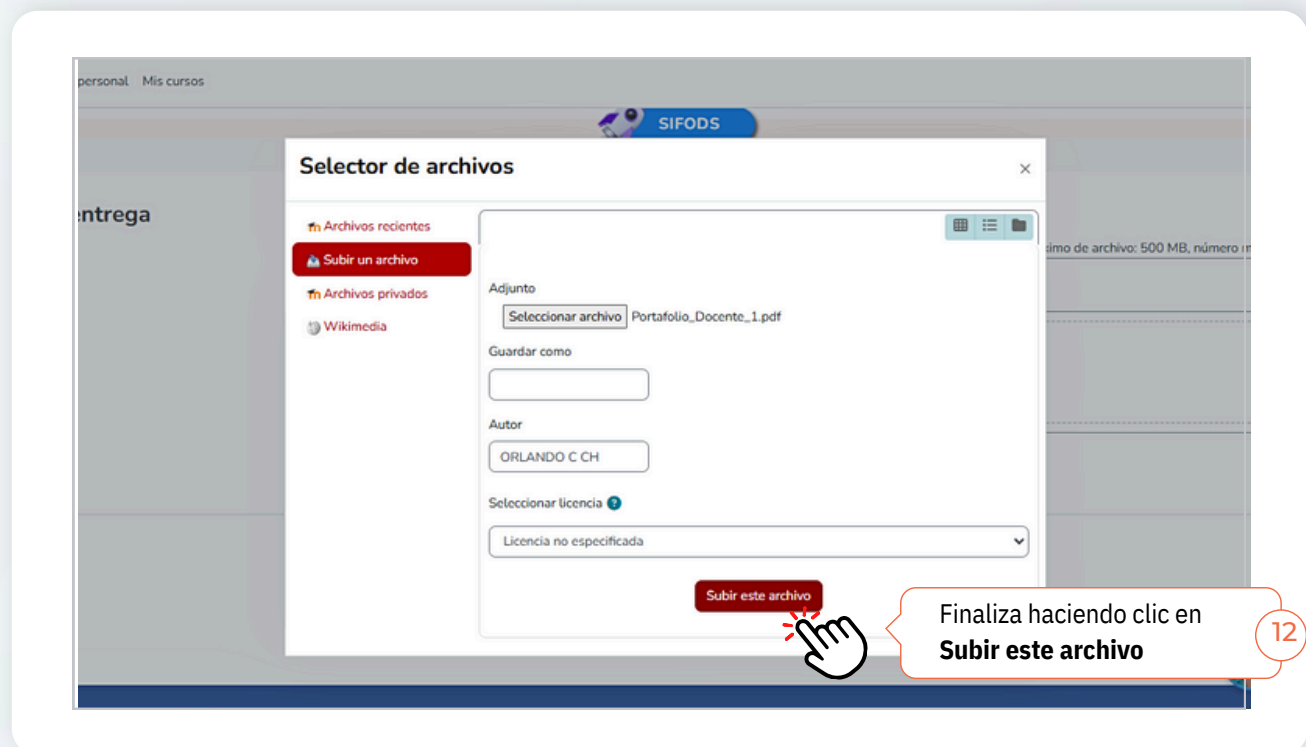 personal Mis cursos
SIFODS
Selector de archivos
×
entrega
Archivos recientes
Subir un archivo
Archivos privados
Wikimedia
imo de archivo: 500 MB, número m
Adjunto
Seleccionar archivo Portafolio_Docente_1.pdf
Guardar como
Autor
ORLANDO C CH
Seleccionar licencia ?
Licencia no especificada
Subir este archivo
Finaliza haciendo clic en
Subir este archivo
12